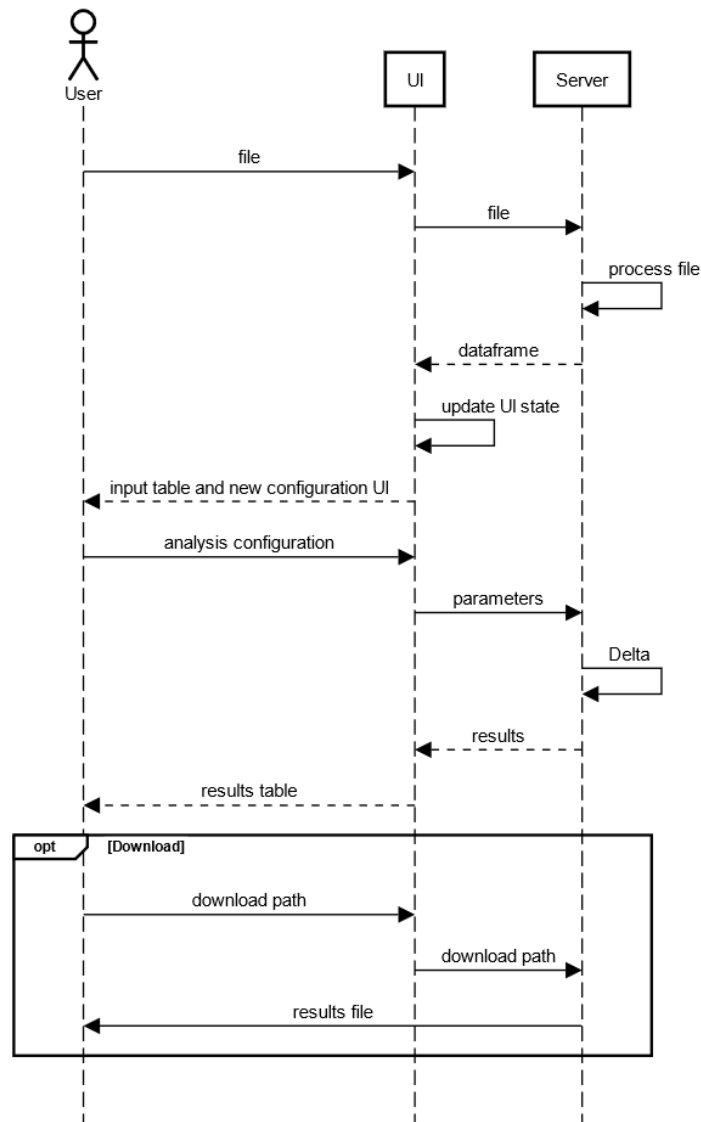 User
UI
Server
file
file
process file
dataframe
update UI state
input table and new configuration UI
analysis configuration
parameters
Delta
results
results table
opt
[Download]
download path
download path
results file